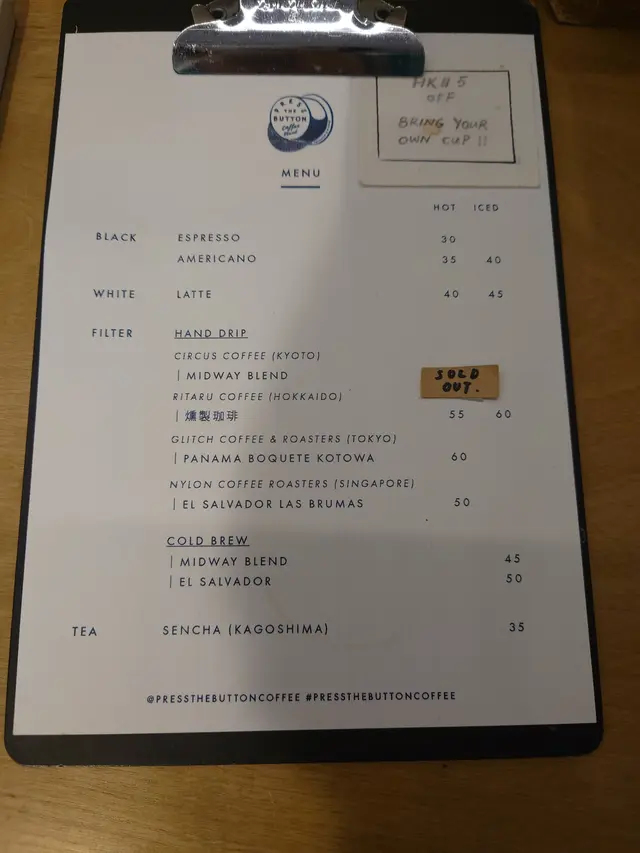 PRESS
THE
BUTTON
Coffee
Stand
HK$ 5
OFF
BRING YOUR
OWN CUP !!
MENU
HOT ICED
BLACK ESPRESSO 30
AMERICANO 35 40
WHITE LATTE 40 45
FILTER HAND DRIP
CIRCUS COFFEE (KYOTO)
| MIDWAY BLEND SOLD
OUT.
RITARU COFFEE (HOKKAIDO)
| 燻製珈琲 55 60
GLITCH COFFEE & ROASTERS (TOKYO)
| PANAMA BOQUETE KOTOWA 60
NYLON COFFEE ROASTERS (SINGAPORE)
| EL SALVADOR LAS BRUMAS 50
COLD BREW
| MIDWAY BLEND 45
| EL SALVADOR 50
TEA SENCHA (KAGOSHIMA) 35
@PRESSTHEBUTTONCOFFEE #PRESSTHEBUTTONCOFFEE